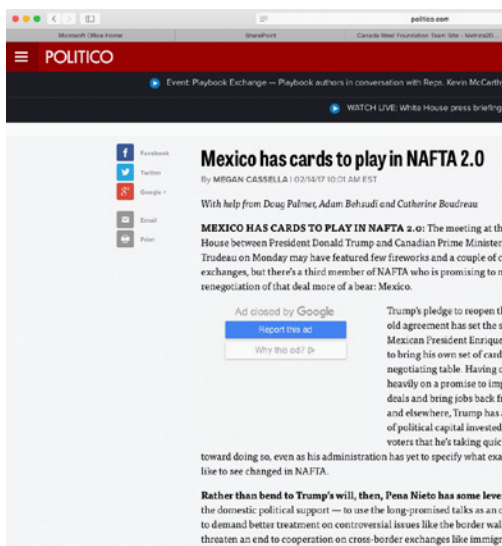 politico.com
Microsoft Office Home
SharePoint
Canada West Foundation Team Site - Metrics20...
POLITICO
Event: Playbook Exchange — Playbook authors in conversation with Reps. Kevin McCarthy
WATCH LIVE: White House press briefing
Facebook
Twitter
Google +
Email
Print
Mexico has cards to play in NAFTA 2.0
By MEGAN CASSELLA | 02/14/17 10:01 AM EST
With help from Doug Palmer, Adam Behsudi and Catherine Boudreau
MEXICO HAS CARDS TO PLAY IN NAFTA 2.0: The meeting at th
House between President Donald Trump and Canadian Prime Minister
Trudeau on Monday may have featured few fireworks and a couple of c
exchanges, but there's a third member of NAFTA who is promising to m
renegotiation of that deal more of a bear: Mexico.
Ad closed by Google
Report this ad
Why this ad?
Trump's pledge to reopen th
old agreement has set the s
Mexican President Enrique
to bring his own set of card
negotiating table. Having c
heavily on a promise to imp
deals and bring jobs back f
and elsewhere, Trump has
of political capital invested
voters that he's taking quic
toward doing so, even as his administration has yet to specify what exa
like to see changed in NAFTA.
Rather than bend to Trump's will, then, Pena Nieto has some leve
the domestic political support — to use the long-promised talks as an o
to demand better treatment on controversial issues like the border wal
threaten an end to cooperation on cross-border exchanges like immigr